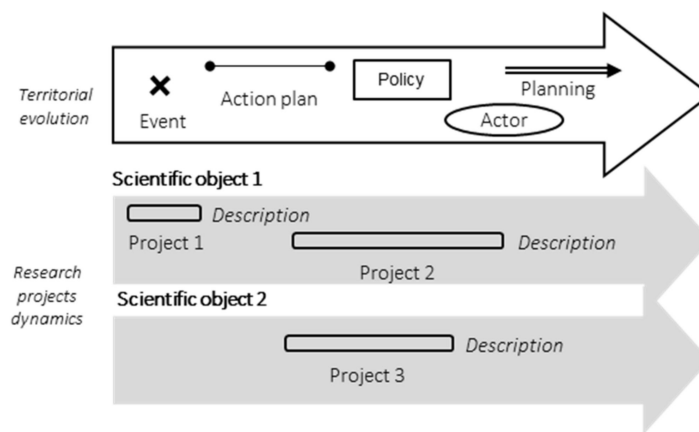 Territorial
evolution
Event
Action plan
Policy
Planning
Actor
Scientific object 1
Description
Project 1
Description
Project 2
Research
projects
dynamics
Scientific object 2
Description
Project 3